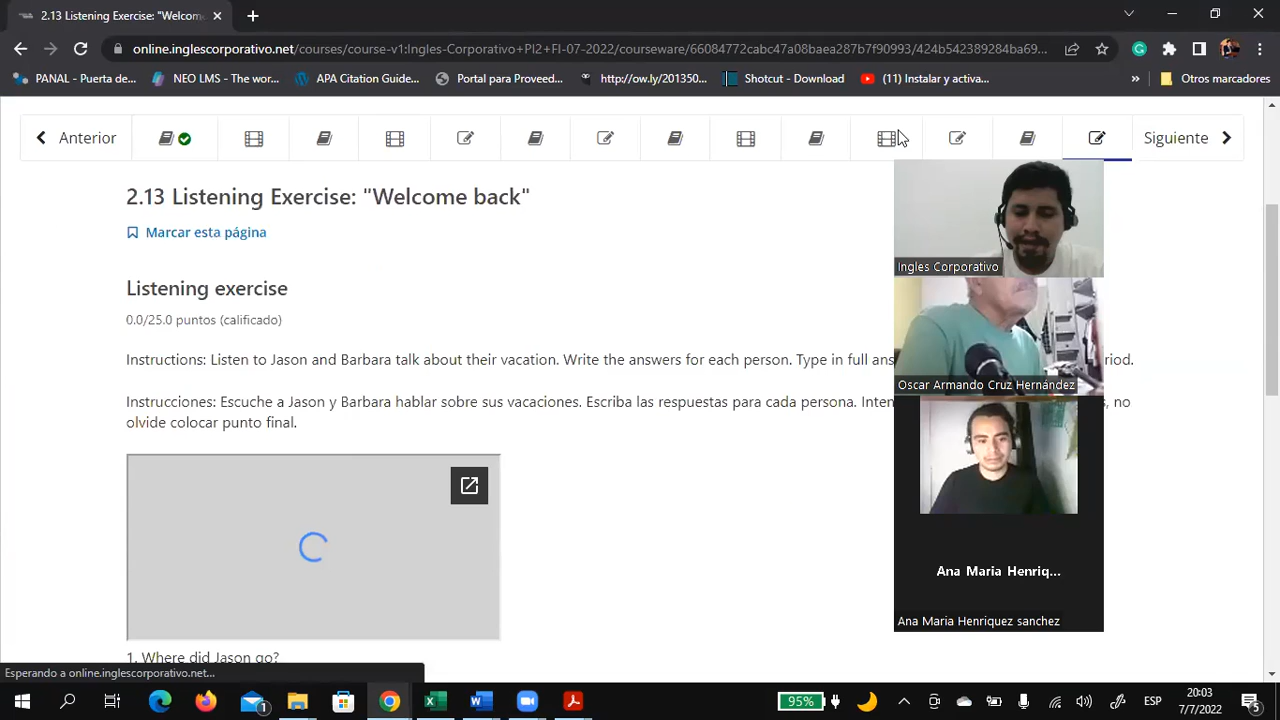 2.13 Listening Exercise: "Welcom
online.inglescorporativo.net/courses/course-v1:Ingles-Corporativo+PI2+FI-07-2022/courseware/66084772cabc47a08baea287b7f90993/424b542389284ba69...
PANAL - Puerta de...
NEO LMS - The wor...
APA Citation Guide...
Portal para Proveed...
http://ow.ly/201350...
Shotcut - Download
(11) Instalar y activa...
»
Otros marcadores
Anterior
Siguiente
2.13 Listening Exercise: "Welcome back"
Marcar esta página
Ingles Corporativo
Listening exercise
0.0/25.0 puntos (calificado)
Instructions: Listen to Jason and Barbara talk about their vacation. Write the answers for each person. Type in full ans riod.
Oscar Armando Cruz Hernández
Instrucciones: Escuche a Jason y Barbara hablar sobre sus vacaciones. Escriba las respuestas para cada persona. Inten s, no
olvide colocar punto final.
Ana Maria Henriq...
Ana Maria Henriquez sanchez
1. Where did Jason go?
Esperando a online.inglescorporativo.net...
1
95%
ESP
20:03
7/7/2022
5